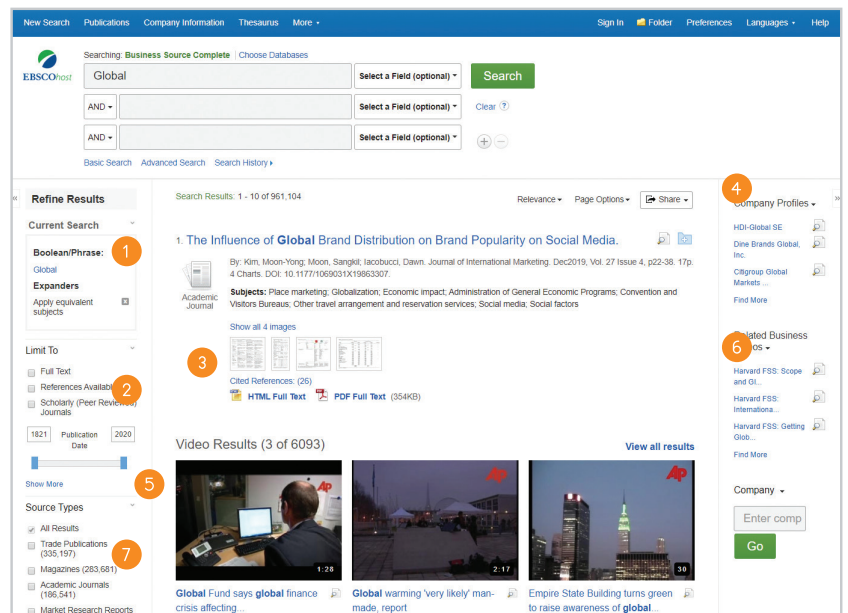 New Search Publications Company Information Thesaurus More
Sign In Folder Preferences Languages Help
EBSCOhost
Searching: Business Source Complete | Choose Databases
Global
Select a Field (optional)
Search
AND
Select a Field (optional)
Clear ?
AND
Select a Field (optional)
+ −
Basic Search Advanced Search Search History
« Refine Results
Current Search
1
Boolean/Phrase:
Global
Expanders
Apply equivalent
subjects
Limit To
Full Text
References
2
Scholarly (Peer
Journals
1821 Publication 2020
Date
Show More
5
Source Types
All Results
Trade Publications
(335,197)
7
Magazines (283,681)
Academic Journals
(186,541)
Market Research Reports
Search Results: 1 - 10 of 961,104
Relevance Page Options Share
1. The Influence of Global Brand Distribution on Brand Popularity on Social Media.
Academic
Journal
By: Kim, Moon-Yong; Moon, Sangkil; Iacobucci, Dawn. Journal of International Marketing. Dec2019, Vol. 27 Issue 4, p22-38. 17p.
4 Charts. DOI: 10.1177/1069031X19863307.
Subjects: Place marketing; Globalization; Economic impact; Administration of General Economic Programs; Convention and
Visitors Bureaus; Other travel arrangement and reservation services; Social media; Social factors
Show all 4 images
3
Cited References: (26)
HTML Full Text PDF Full Text (354KB)
Video Results (3 of 6093)
View all results
AP
1:28
Global Fund says global finance
crisis affecting...
AP
2:17
Global warming 'very likely' man-
made, report
AP
30
Empire State Building turns green
to raise awareness of global...
»
4
Company Profiles
HDI-Global SE
Dine Brands Global,
Inc.
Citigroup Global
Markets ...
Find More
Related Business
6
Harvard FSS: Scope
and Gl...
Harvard FSS:
Internationa...
Harvard FSS: Getting
Glob...
Find More
Company
Enter comp
Go